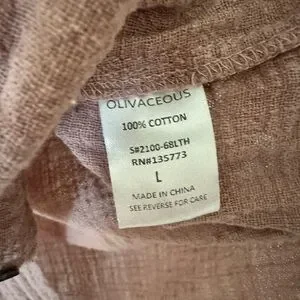 OLIVACEOUS
100% COTTON
S#2100-68LTH
RN#135773
L
MADE IN CHINA
SEE REVERSE FOR CARE